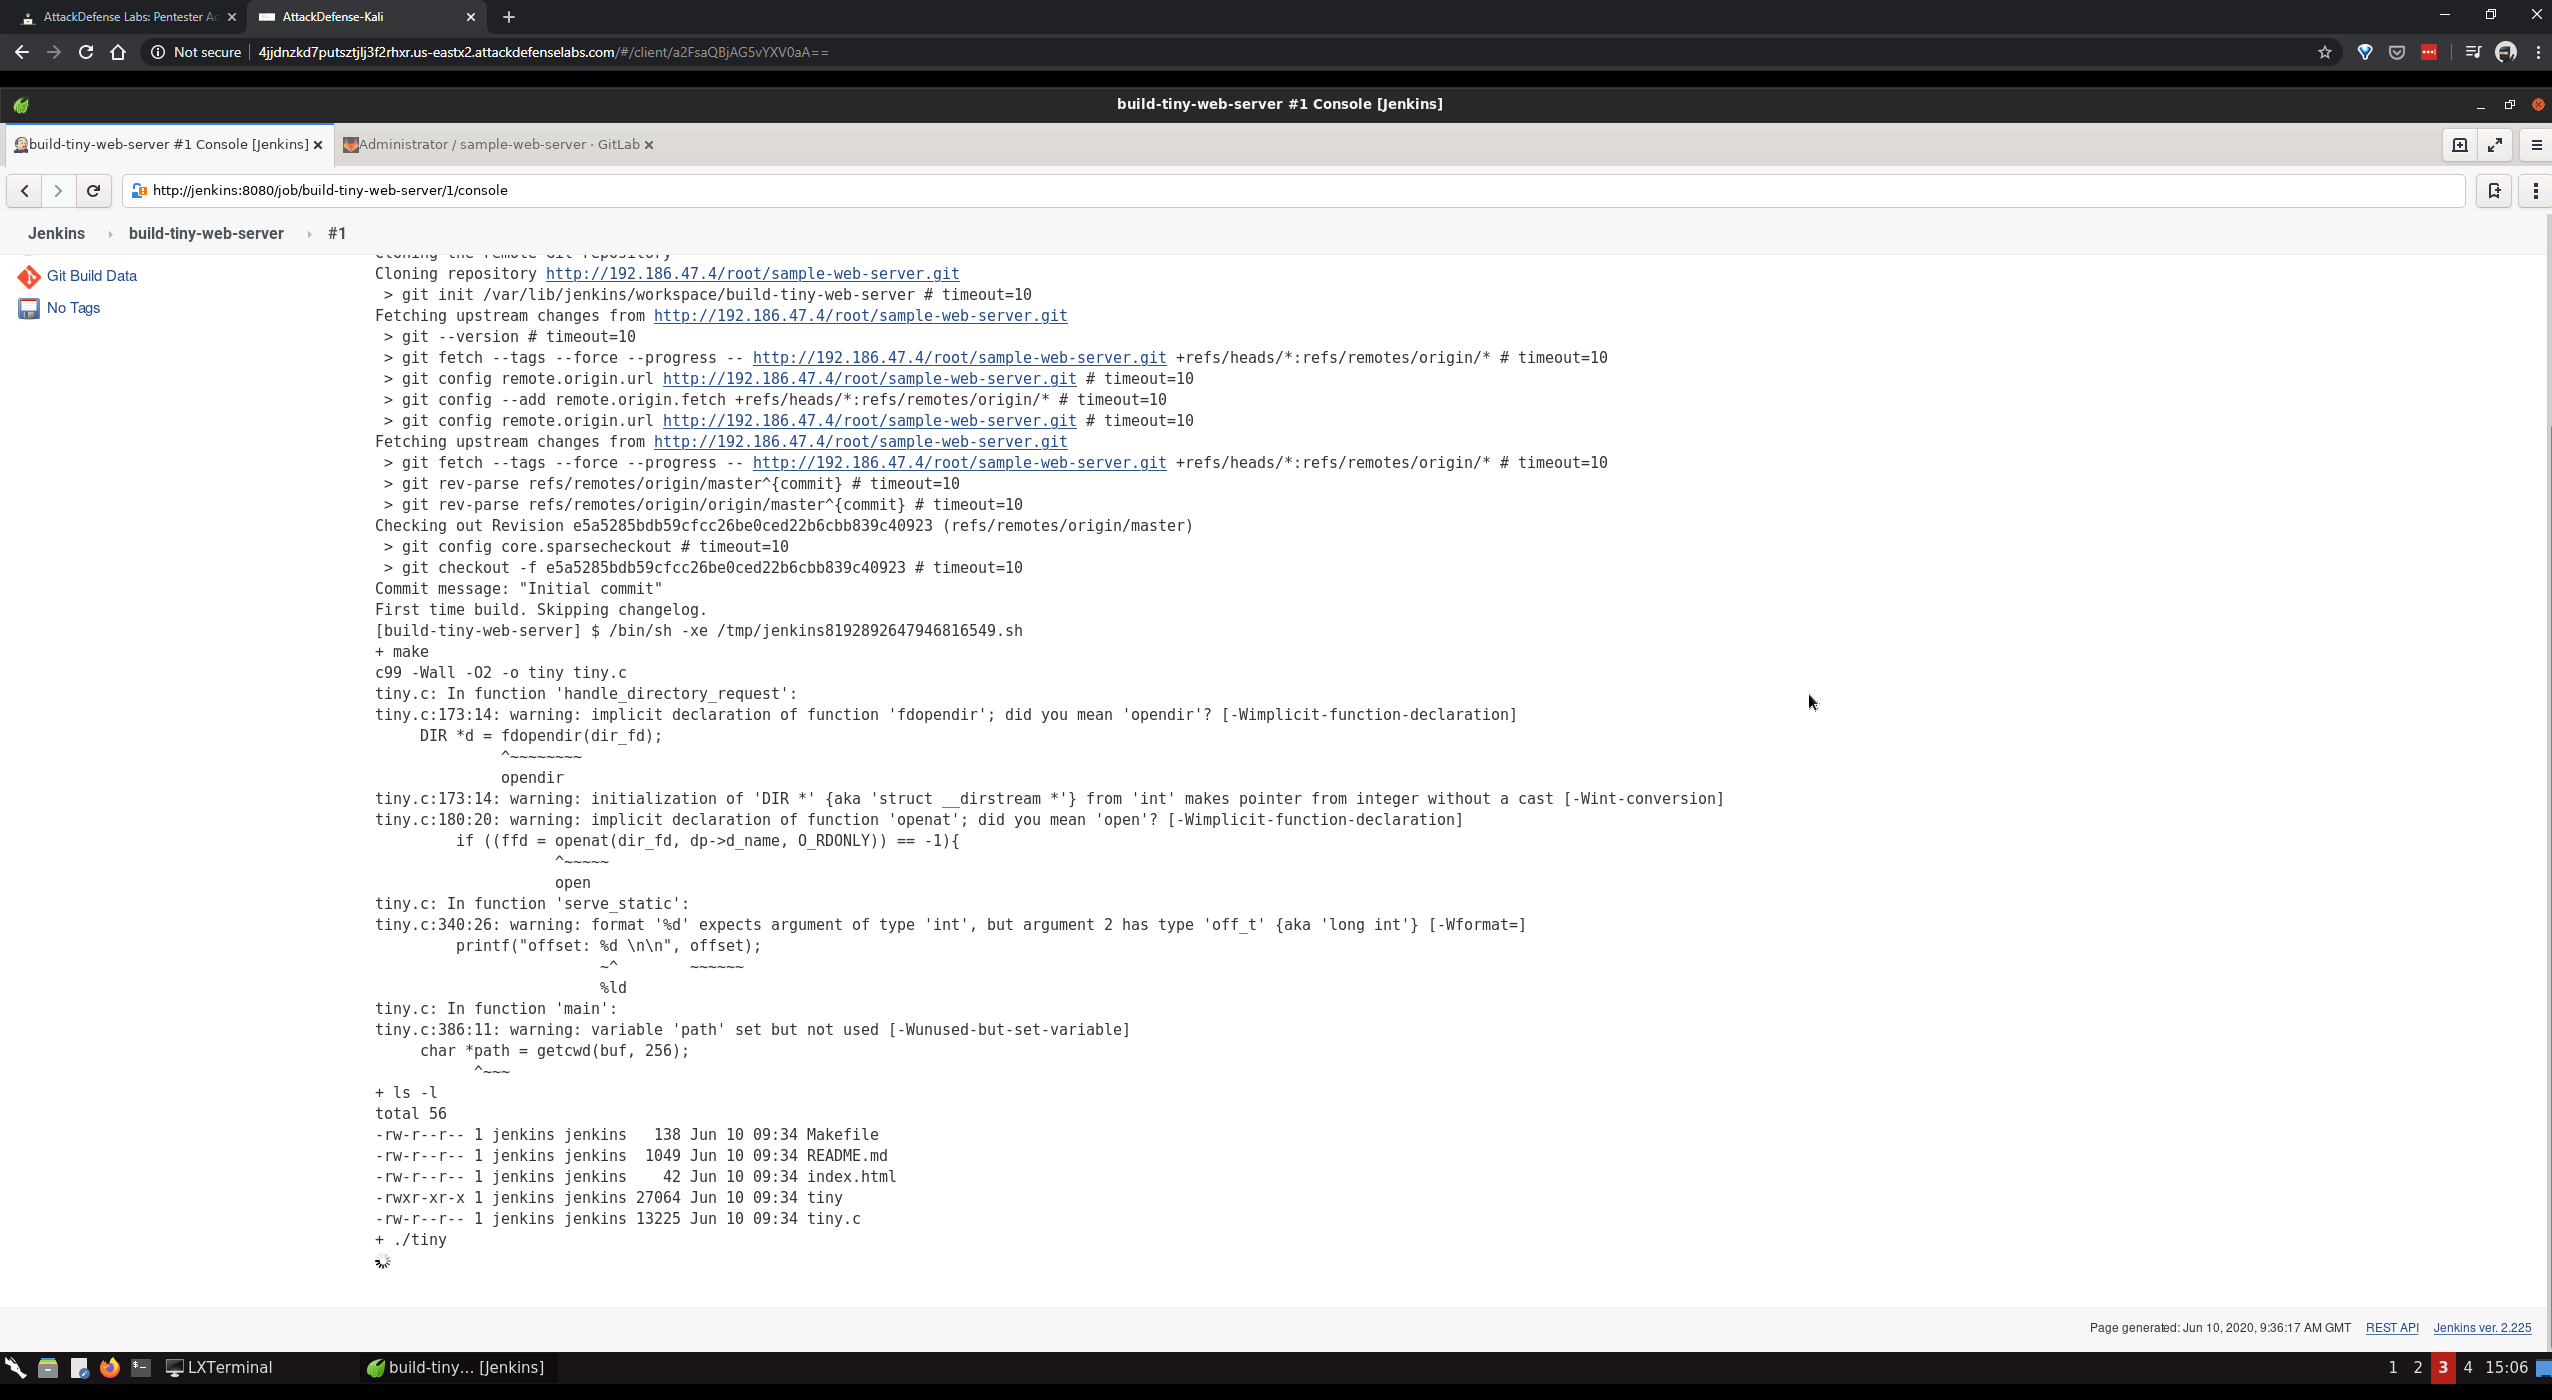 AttackDefense Labs: Pentester Ac
AttackDefense-Kali
Not secure
4jjdnzkd7putsztjlj3f2rhxr.us-eastx2.attackdefenselabs.com/#/client/a2FsaQBjAG5vYXV0aA==
build-tiny-web-server #1 Console [Jenkins]
build-tiny-web-server #1 Console [Jenkins]
Administrator / sample-web-server · GitLab
http://jenkins:8080/job/build-tiny-web-server/1/console
Jenkins
build-tiny-web-server
#1
Git Build Data
No Tags
Cloning the remote Git repository
Cloning repository http://192.186.47.4/root/sample-web-server.git
 > git init /var/lib/jenkins/workspace/build-tiny-web-server # timeout=10
Fetching upstream changes from http://192.186.47.4/root/sample-web-server.git
 > git --version # timeout=10
 > git fetch --tags --force --progress -- http://192.186.47.4/root/sample-web-server.git +refs/heads/*:refs/remotes/origin/* # timeout=10
 > git config remote.origin.url http://192.186.47.4/root/sample-web-server.git # timeout=10
 > git config --add remote.origin.fetch +refs/heads/*:refs/remotes/origin/* # timeout=10
 > git config remote.origin.url http://192.186.47.4/root/sample-web-server.git # timeout=10
Fetching upstream changes from http://192.186.47.4/root/sample-web-server.git
 > git fetch --tags --force --progress -- http://192.186.47.4/root/sample-web-server.git +refs/heads/*:refs/remotes/origin/* # timeout=10
 > git rev-parse refs/remotes/origin/master^{commit} # timeout=10
 > git rev-parse refs/remotes/origin/origin/master^{commit} # timeout=10
Checking out Revision e5a5285bdb59cfcc26be0ced22b6cbb839c40923 (refs/remotes/origin/master)
 > git config core.sparsecheckout # timeout=10
 > git checkout -f e5a5285bdb59cfcc26be0ced22b6cbb839c40923 # timeout=10
Commit message: "Initial commit"
First time build. Skipping changelog.
[build-tiny-web-server] $ /bin/sh -xe /tmp/jenkins8192892647946816549.sh
+ make
c99 -Wall -O2 -o tiny tiny.c
tiny.c: In function 'handle_directory_request':
tiny.c:173:14: warning: implicit declaration of function 'fdopendir'; did you mean 'opendir'? [-Wimplicit-function-declaration]
     DIR *d = fdopendir(dir_fd);
              ^~~~~~~~~
              opendir
tiny.c:173:14: warning: initialization of 'DIR *' {aka 'struct __dirstream *'} from 'int' makes pointer from integer without a cast [-Wint-conversion]
tiny.c:180:20: warning: implicit declaration of function 'openat'; did you mean 'open'? [-Wimplicit-function-declaration]
         if ((ffd = openat(dir_fd, dp->d_name, O_RDONLY)) == -1){
                    ^~~~~~
                    open
tiny.c: In function 'serve_static':
tiny.c:340:26: warning: format '%d' expects argument of type 'int', but argument 2 has type 'off_t' {aka 'long int'} [-Wformat=]
         printf("offset: %d \n\n", offset);
                         ~^        ~~~~~~
                         %ld
tiny.c: In function 'main':
tiny.c:386:11: warning: variable 'path' set but not used [-Wunused-but-set-variable]
     char *path = getcwd(buf, 256);
           ^~~~
+ ls -l
total 56
-rw-r--r-- 1 jenkins jenkins   138 Jun 10 09:34 Makefile
-rw-r--r-- 1 jenkins jenkins  1049 Jun 10 09:34 README.md
-rw-r--r-- 1 jenkins jenkins    42 Jun 10 09:34 index.html
-rwxr-xr-x 1 jenkins jenkins 27064 Jun 10 09:34 tiny
-rw-r--r-- 1 jenkins jenkins 13225 Jun 10 09:34 tiny.c
+ ./tiny
Page generated: Jun 10, 2020, 9:36:17 AM GMT REST API Jenkins ver. 2.225
LXTerminal
build-tiny... [Jenkins]
1 2 3 4 15:06